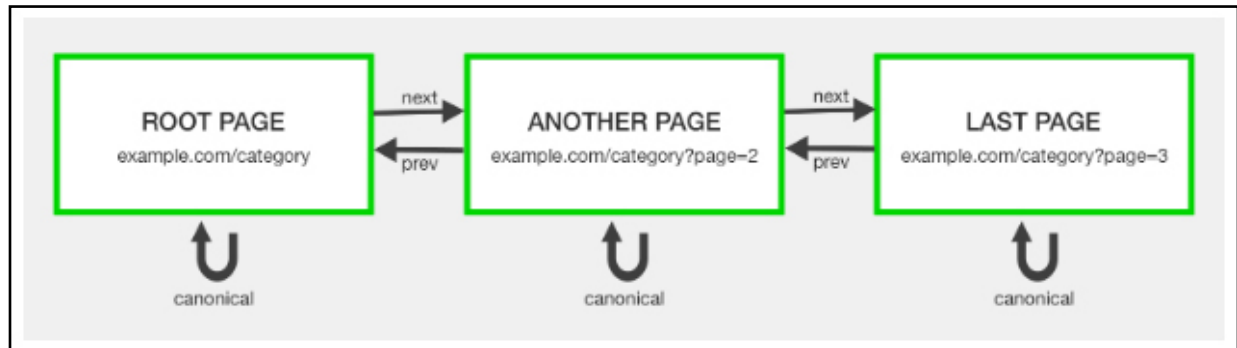 ROOT PAGE
example.com/category
next
prev
ANOTHER PAGE
example.com/category?page=2
next
prev
LAST PAGE
example.com/category?page=3
canonical
canonical
canonical